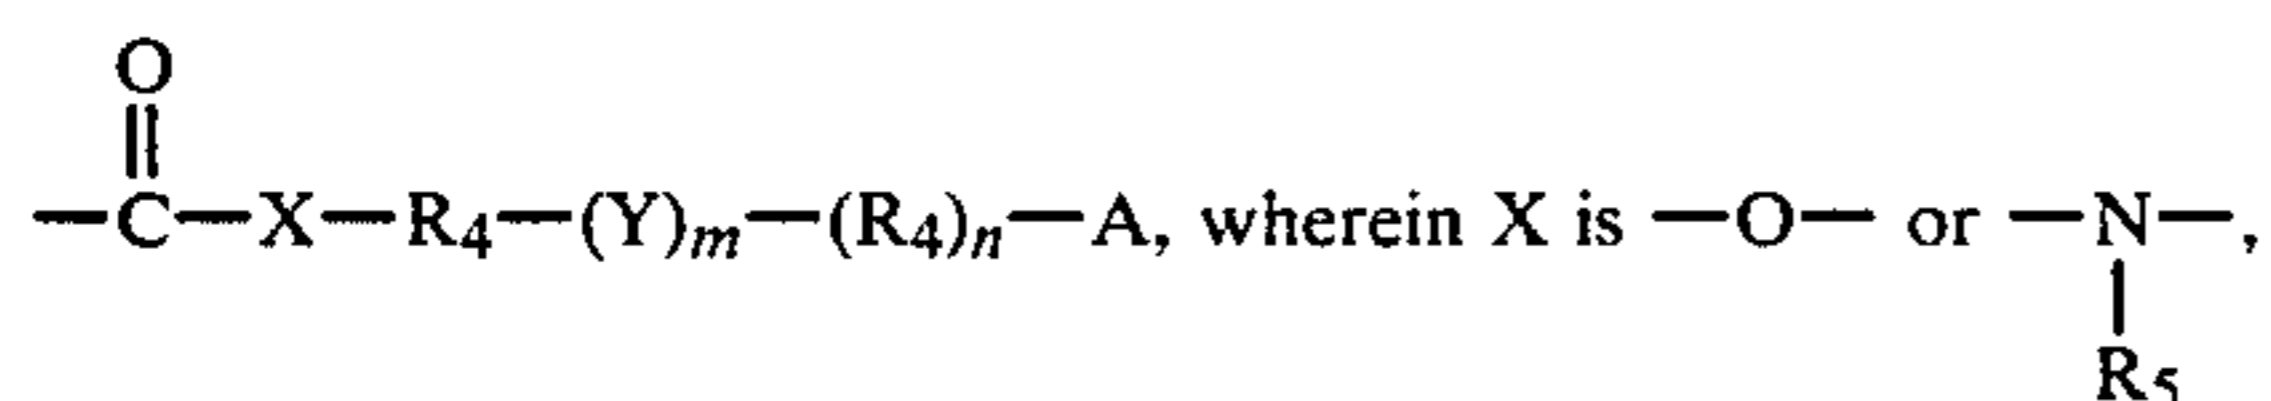 O
—C—X—R4—(Y)m—(R4)n—A, wherein X is —O— or —N—,
R5